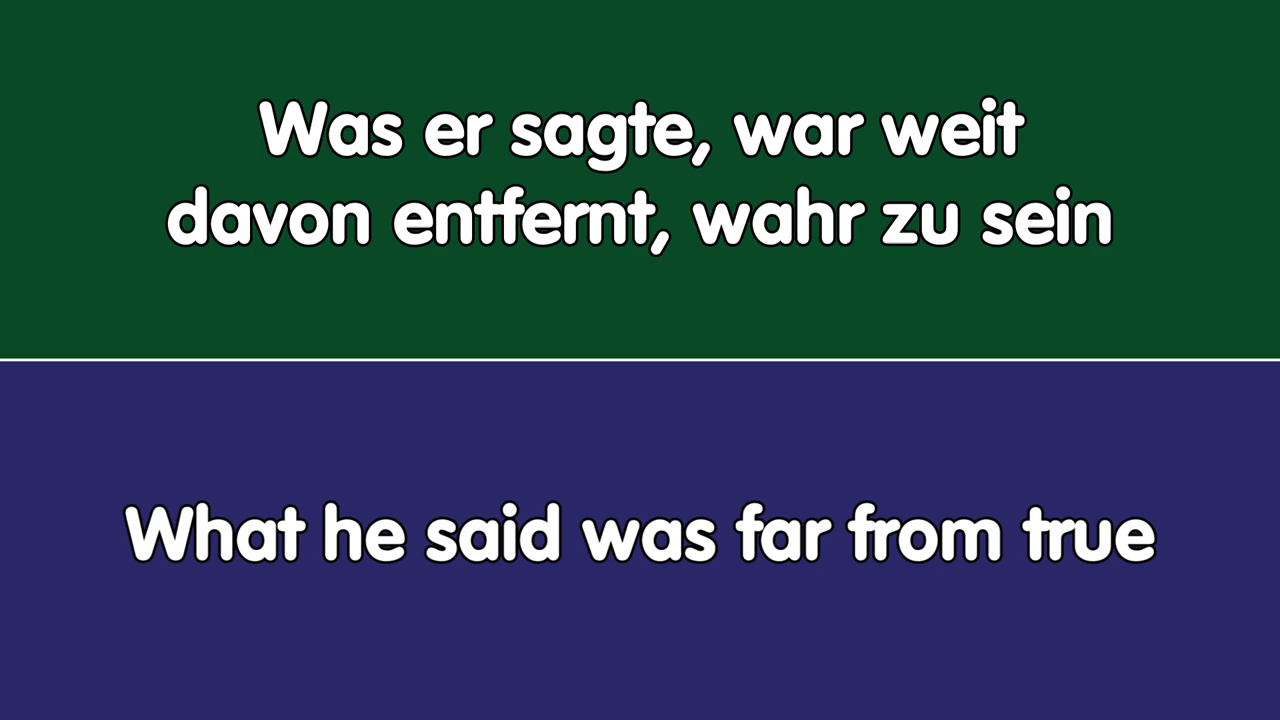 Was er sagte, war weit
davon entfernt, wahr zu sein
What he said was far from true